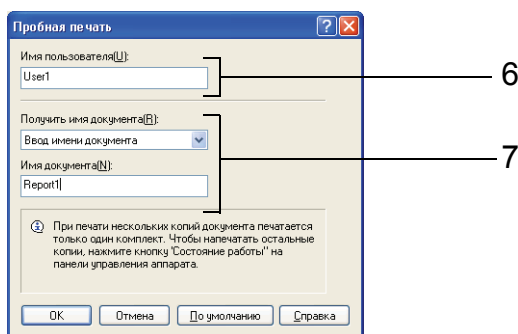 Пробная печать
Имя пользователя(U):
User1
6
Получить имя документа(R):
Ввод имени документа
7
Имя документа(N):
Report1
При печати нескольких копий документа печатается
только один комплект. Чтобы напечатать остальные
копии, нажмите кнопку "Состояние работы" на
панели управления аппарата.
OK Отмена По умолчанию Справка